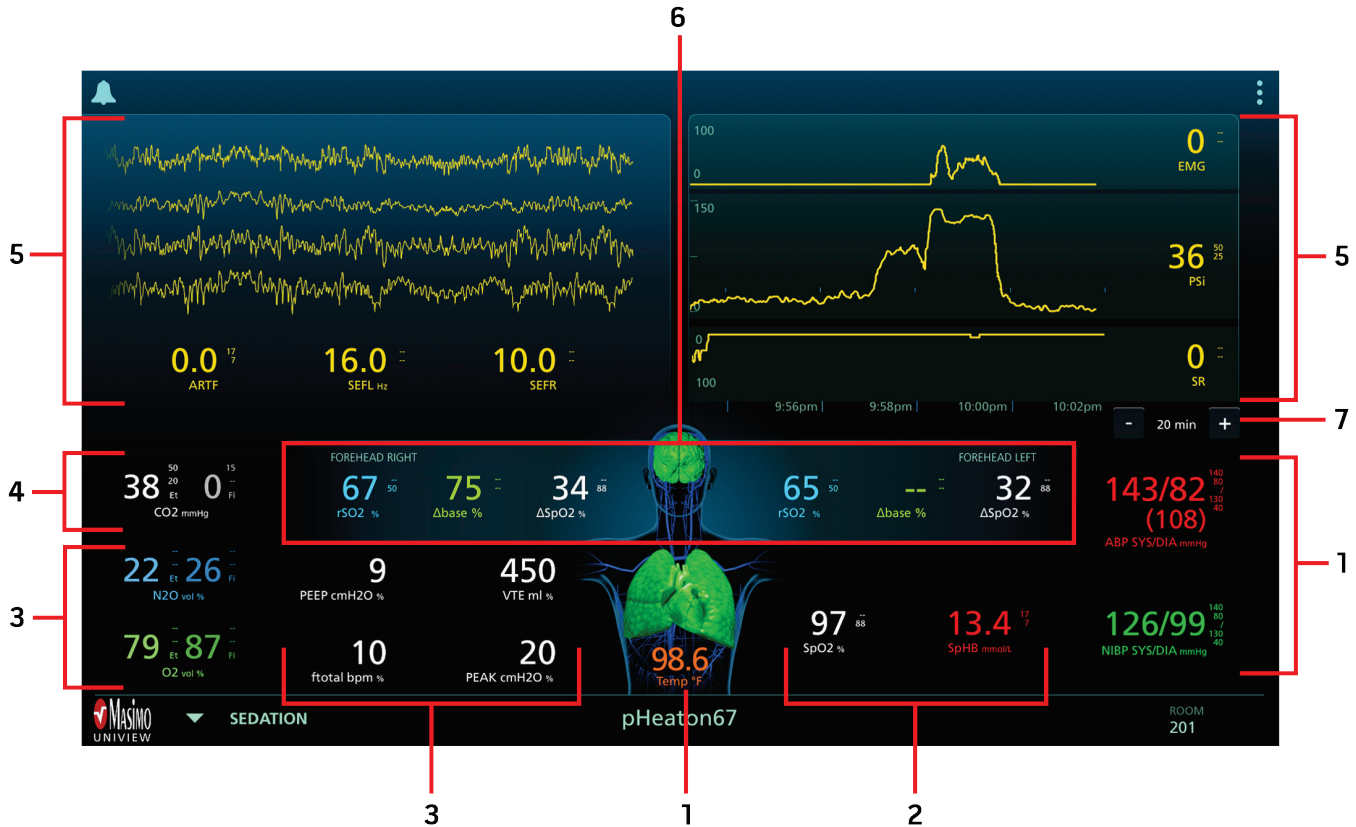 6
5
100
0
0 -- --
EMG
150
0
36 50 25
PSi
0
100
0 -- --
SR
0.0 17 7
ARTF
16.0 -- --
SEFL Hz
10.0 -- --
SEFR
5
9:56pm 9:58pm 10:00pm 10:02pm
- 20 min +
7
4
38 50 20 Et 0 15 -- Fi
CO2 mmHg
FOREHEAD RIGHT
67 -- 50
rSO2 %
75 -- --
Δbase %
34 -- 88
ΔSpO2 %
FOREHEAD LEFT
65 -- 50
rSO2 %
-- -- --
Δbase %
32 -- 88
ΔSpO2 %
143/82 140 80 / 130 40
(108)
ABP SYS/DIA mmHg
1
3
22 -- -- Et 26 -- -- Fi
N2O vol %
79 -- -- Et 87 -- -- Fi
O2 vol %
9
PEEP cmH2O %
450
VTE ml %
10
ftotal bpm %
20
PEAK cmH2O %
98.6
Temp °F
97 -- 88
SpO2 %
13.4 17 7
SpHB mmol/L
126/99 140 80 / 130 40
NIBP SYS/DIA mmHg
Masimo
UNIVIEW
SEDATION
pHeaton67
ROOM
201
3
1
2